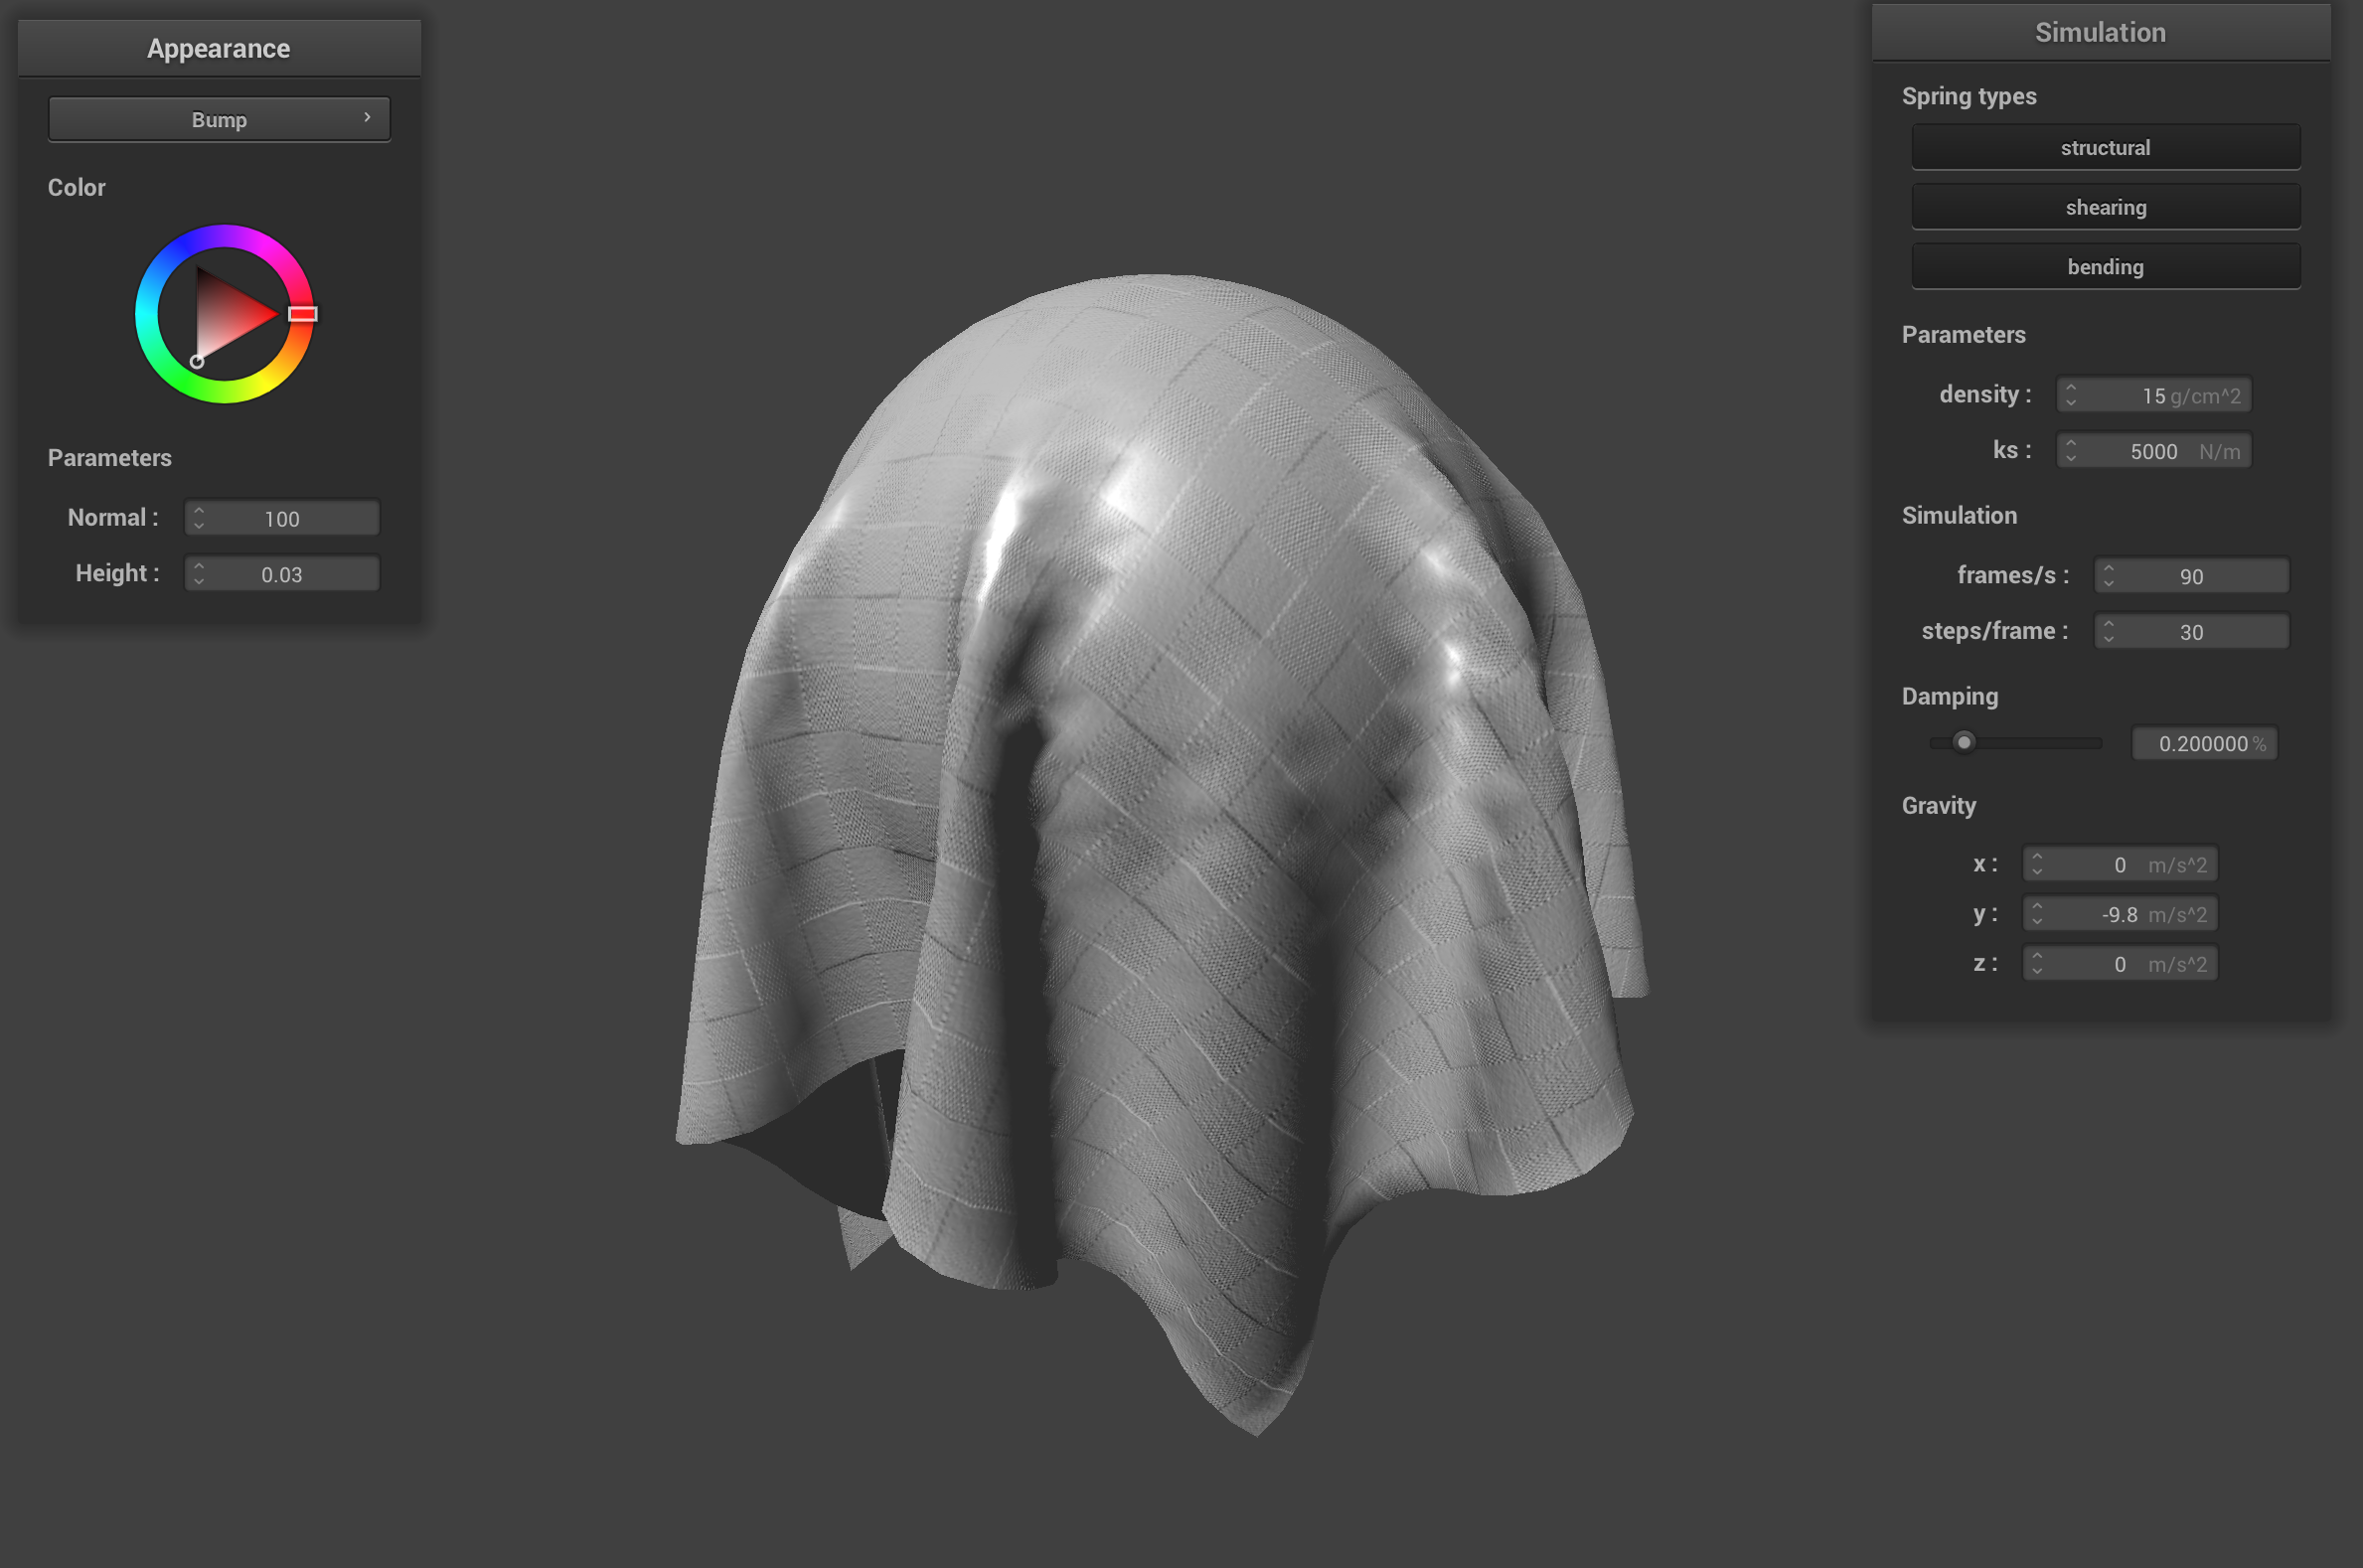 Appearance
Bump
Color
Parameters
Normal : 100
Height : 0.03
Simulation
Spring types
structural
shearing
bending
Parameters
density : 15 g/cm^2
ks : 5000 N/m
Simulation
frames/s : 90
steps/frame : 30
Damping
0.200000 %
Gravity
x : 0 m/s^2
y : -9.8 m/s^2
z : 0 m/s^2